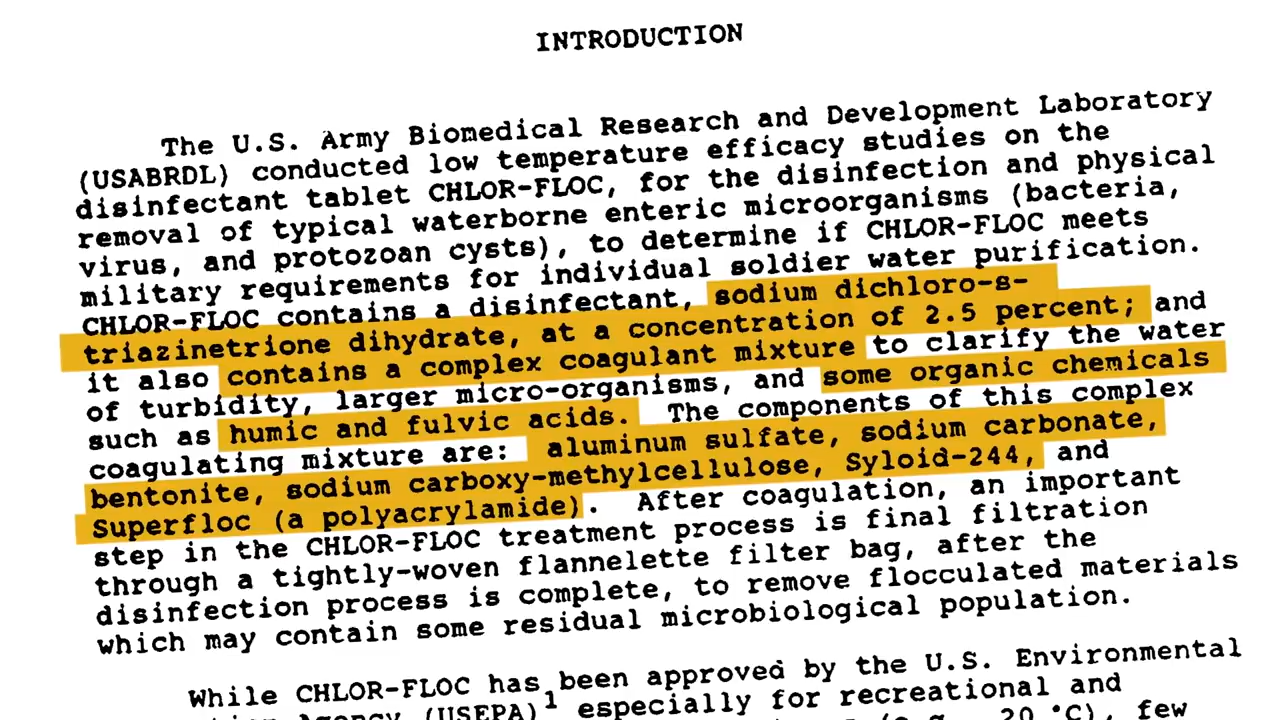 INTRODUCTION
The U.S. Army Biomedical Research and Development Laboratory
(USABRDL) conducted low temperature efficacy studies on the
disinfectant tablet CHLOR-FLOC, for the disinfection and physical
removal of typical waterborne enteric microorganisms (bacteria,
virus, and protozoan cysts), to determine if CHLOR-FLOC meets
military requirements for individual soldier water purification.
CHLOR-FLOC contains a disinfectant, sodium dichloro-s-
triazinetrione dihydrate, at a concentration of 2.5 percent; and
it also contains a complex coagulant mixture to clarify the water
of turbidity, larger micro-organisms, and some organic chemicals
such as humic and fulvic acids. The components of this complex
coagulating mixture are: aluminum sulfate, sodium carbonate,
bentonite, sodium carboxy-methylcellulose, Syloid-244, and
Superfloc (a polyacrylamide). After coagulation, an important
step in the CHLOR-FLOC treatment process is final filtration
through a tightly-woven flannelette filter bag, after the
disinfection process is complete, to remove flocculated materials
which may contain some residual microbiological population.
While CHLOR-FLOC has been approved by the U.S. Environmental
Agency (USEPA)1 especially for recreational and
20 °C), few